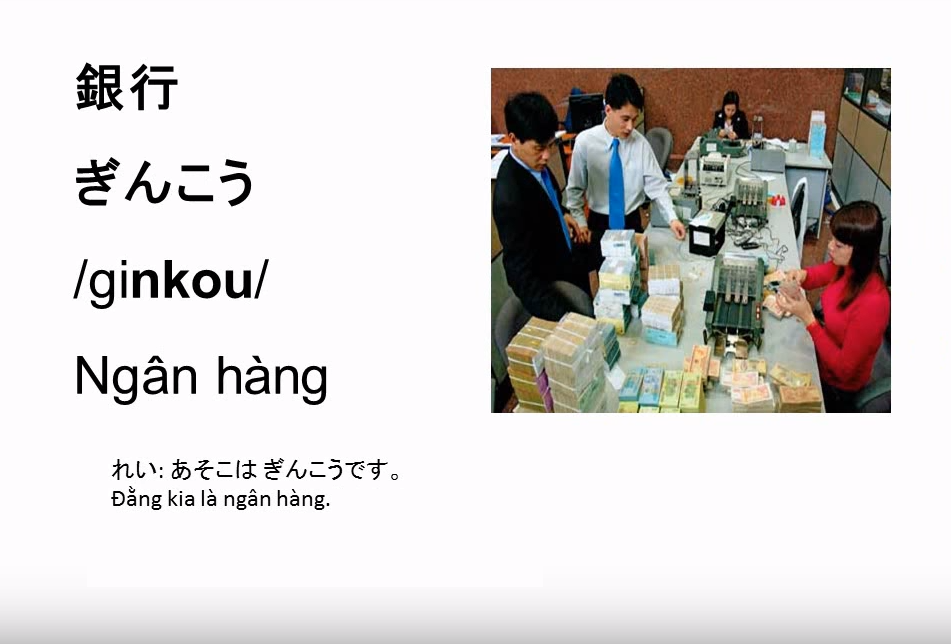 銀行
ぎんこう
/ginkou/
Ngân hàng
れい: あそこは ぎんこうです。
Đằng kia là ngân hàng.